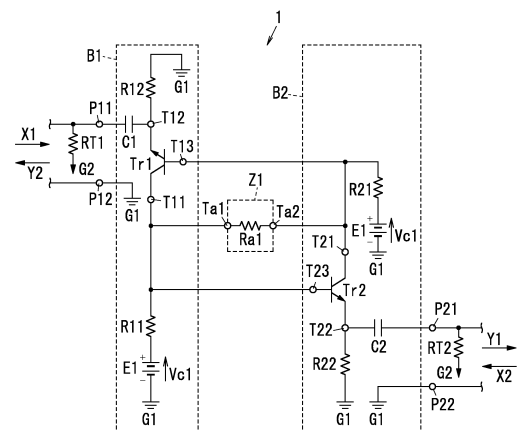 1
B1
G1
B2
R12
P11
T12
X1
RT1
C1
T13
Y2
G2
Tr1
P12
G1
T11
Z1
R21
Ta1
Ta2
Ra1
T21
E1
+
−
Vc1
G1
T23
Tr2
P21
R11
T22
C2
Y1
RT2
X2
E1
+
−
Vc1
R22
G2
P22
G1
G1
G1